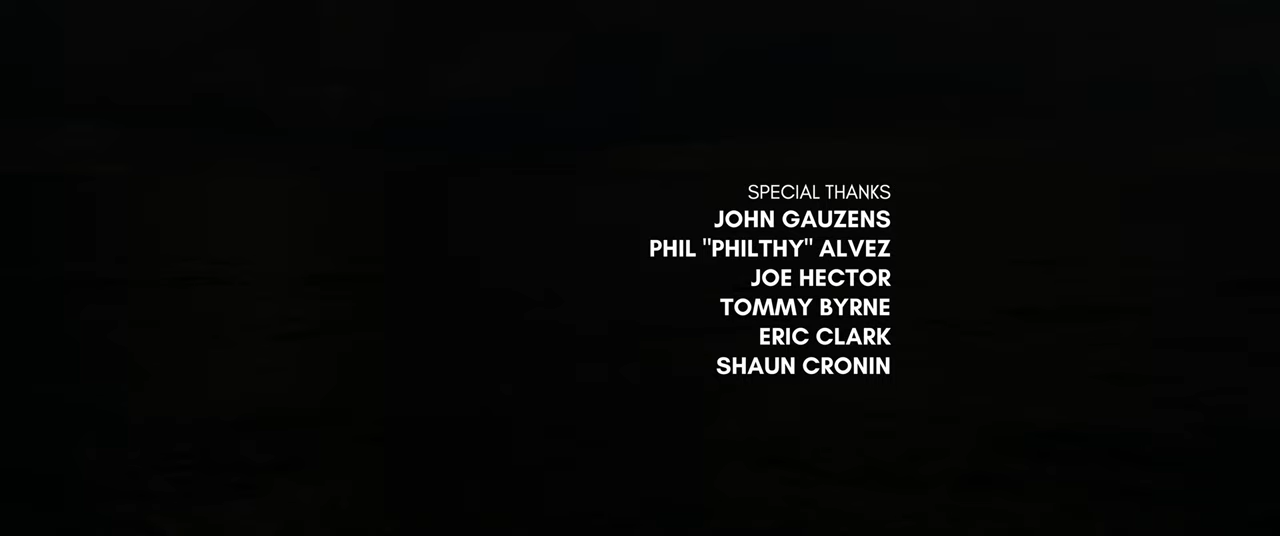 SPECIAL THANKS
JOHN GAUZENS
PHIL "PHILTHY" ALVEZ
JOE HECTOR
TOMMY BYRNE
ERIC CLARK
SHAUN CRONIN